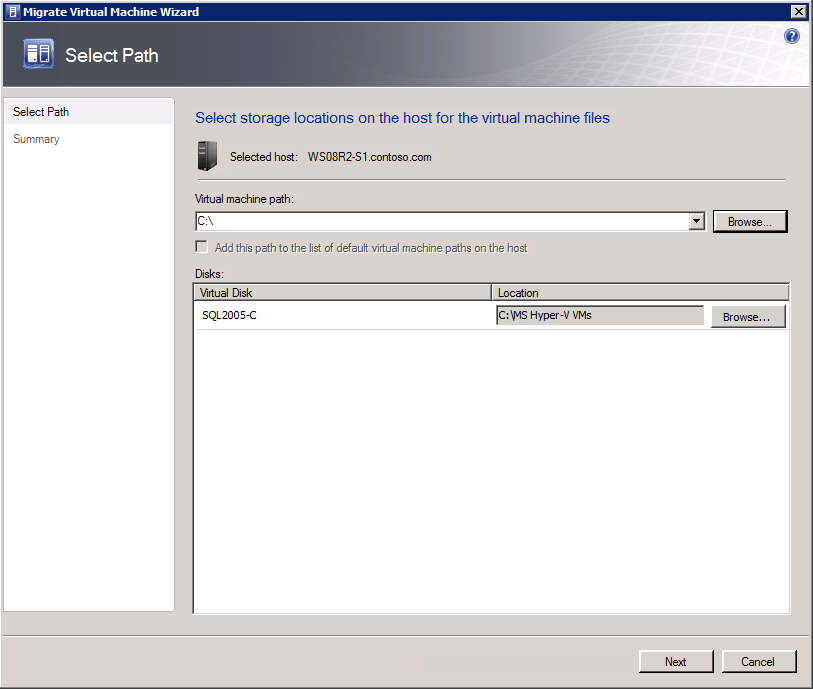 Migrate Virtual Machine Wizard
Select Path
Select Path
Summary
Select storage locations on the host for the virtual machine files
Selected host: WS08R2-S1.contoso.com
Virtual machine path:
C:\
Browse...
Add this path to the list of default virtual machine paths on the host
Disks:
Virtual Disk Location
SQL2005-C C:\MS Hyper-V VMs Browse...
Next Cancel